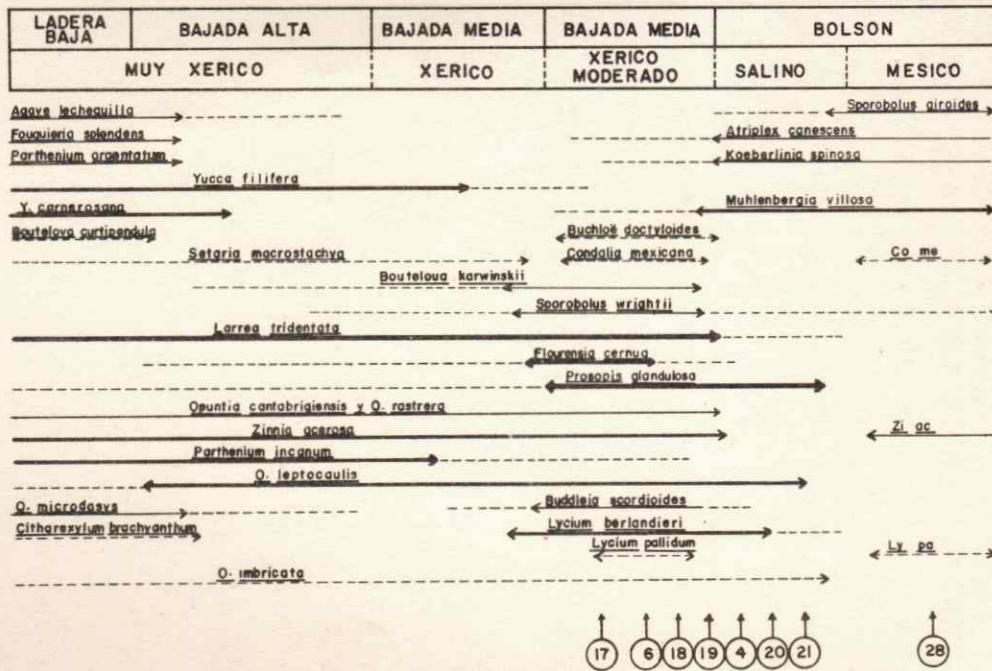 LADERA BAJA BAJADA ALTA BAJADA MEDIA BAJADA MEDIA BOLSON
MUY XERICO XERICO XERICO MODERADO SALINO MESICO
Agave lechequilla Sporobolus airoides
Fouquieria splendens Atriplex canescens
Parthenium argentatum Koeberlinia spinosa
Yucca filifera
Y. carnerosana Muhlenbergia villosa
Bouteloua curtipendula Buchloë dactyloides
Setaria macrostachya Condalia mexicana Co me
Bouteloua karwinskii
Sporobolus wrightii
Larrea tridentata
Flourensia cernua
Prosopis glandulosa
Opuntia cantabrigiensis y O. rastrera
Zinnia acerosa Zi ac
Parthenium incanum
O. leptocaulis
O. microdasys Buddleia scordioides
Citharexylum brachyanthum Lycium berlandieri
Lycium pallidum Ly pa
O. imbricata
17 6 18 19 4 20 21 28